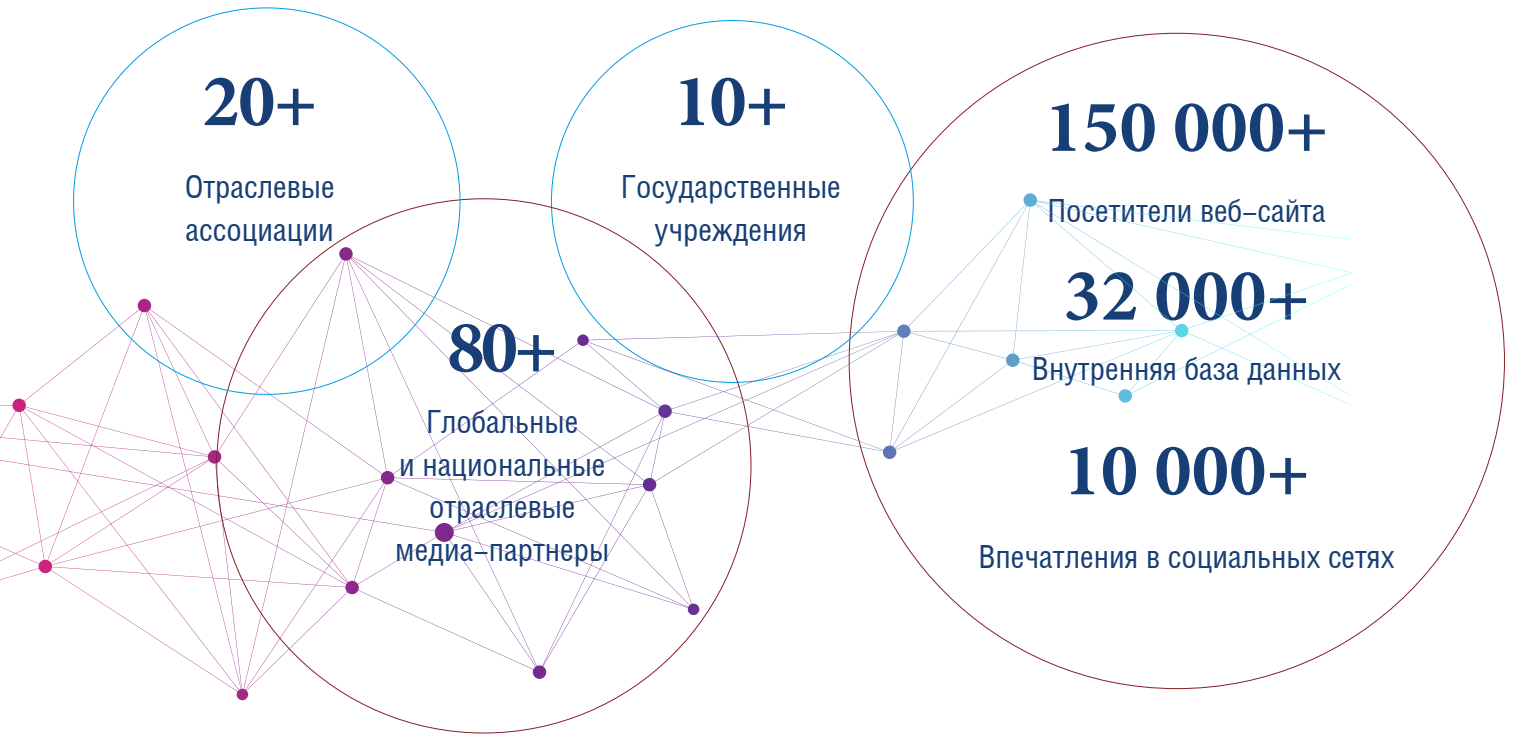 20+
Отраслевые
ассоциации
10+
Государственные
учреждения
80+
Глобальные
и национальные
отраслевые
медиа–партнеры
150 000+
Посетители веб–сайта
32 000+
Внутренняя база данных
10 000+
Впечатления в социальных сетях